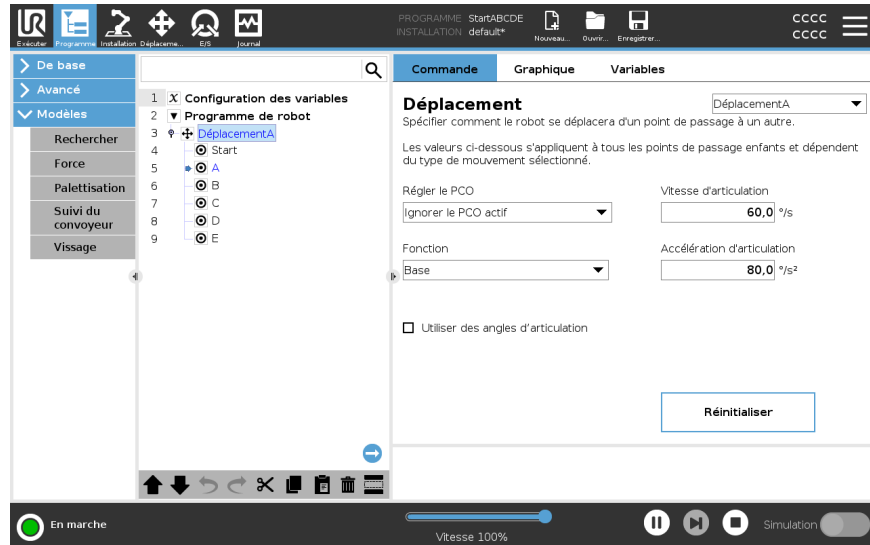 UR
Exécuter
Programme
Installation
Déplaceme...
E/S
Journal
PROGRAMME StartABCDE
INSTALLATION default*
Nouveau...
Ouvrir...
Enregistrer...
CCCC
CCCC
De base
Avancé
Modèles
Rechercher
Force
Palettisation
Suivi du
convoyeur
Vissage
1 X Configuration des variables
2 Programme de robot
3 DéplacementA
4 Start
5 A
6 B
7 C
8 D
9 E
Commande Graphique Variables
Déplacement
DéplacementA
Spécifier comment le robot se déplacera d'un point de passage à un autre.
Les valeurs ci-dessous s'appliquent à tous les points de passage enfants et dépendent
du type de mouvement sélectionné.
Régler le PCO
Vitesse d'articulation
Ignorer le PCO actif
60,0 °/s
Fonction
Accélération d'articulation
Base
80,0 °/s²
Utiliser des angles d'articulation
Réinitialiser
En marche
Vitesse 100%
Simulation